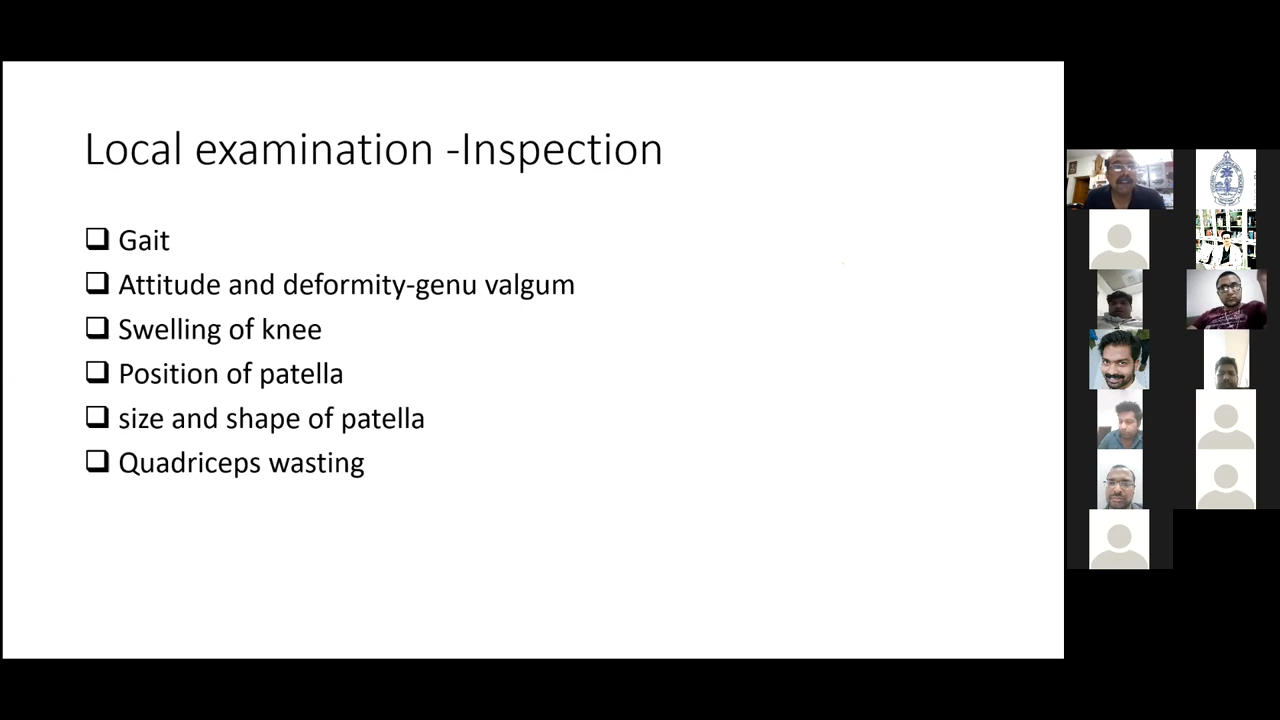 Local examination -Inspection
Gait
Attitude and deformity-genu valgum
Swelling of knee
Position of patella
size and shape of patella
Quadriceps wasting